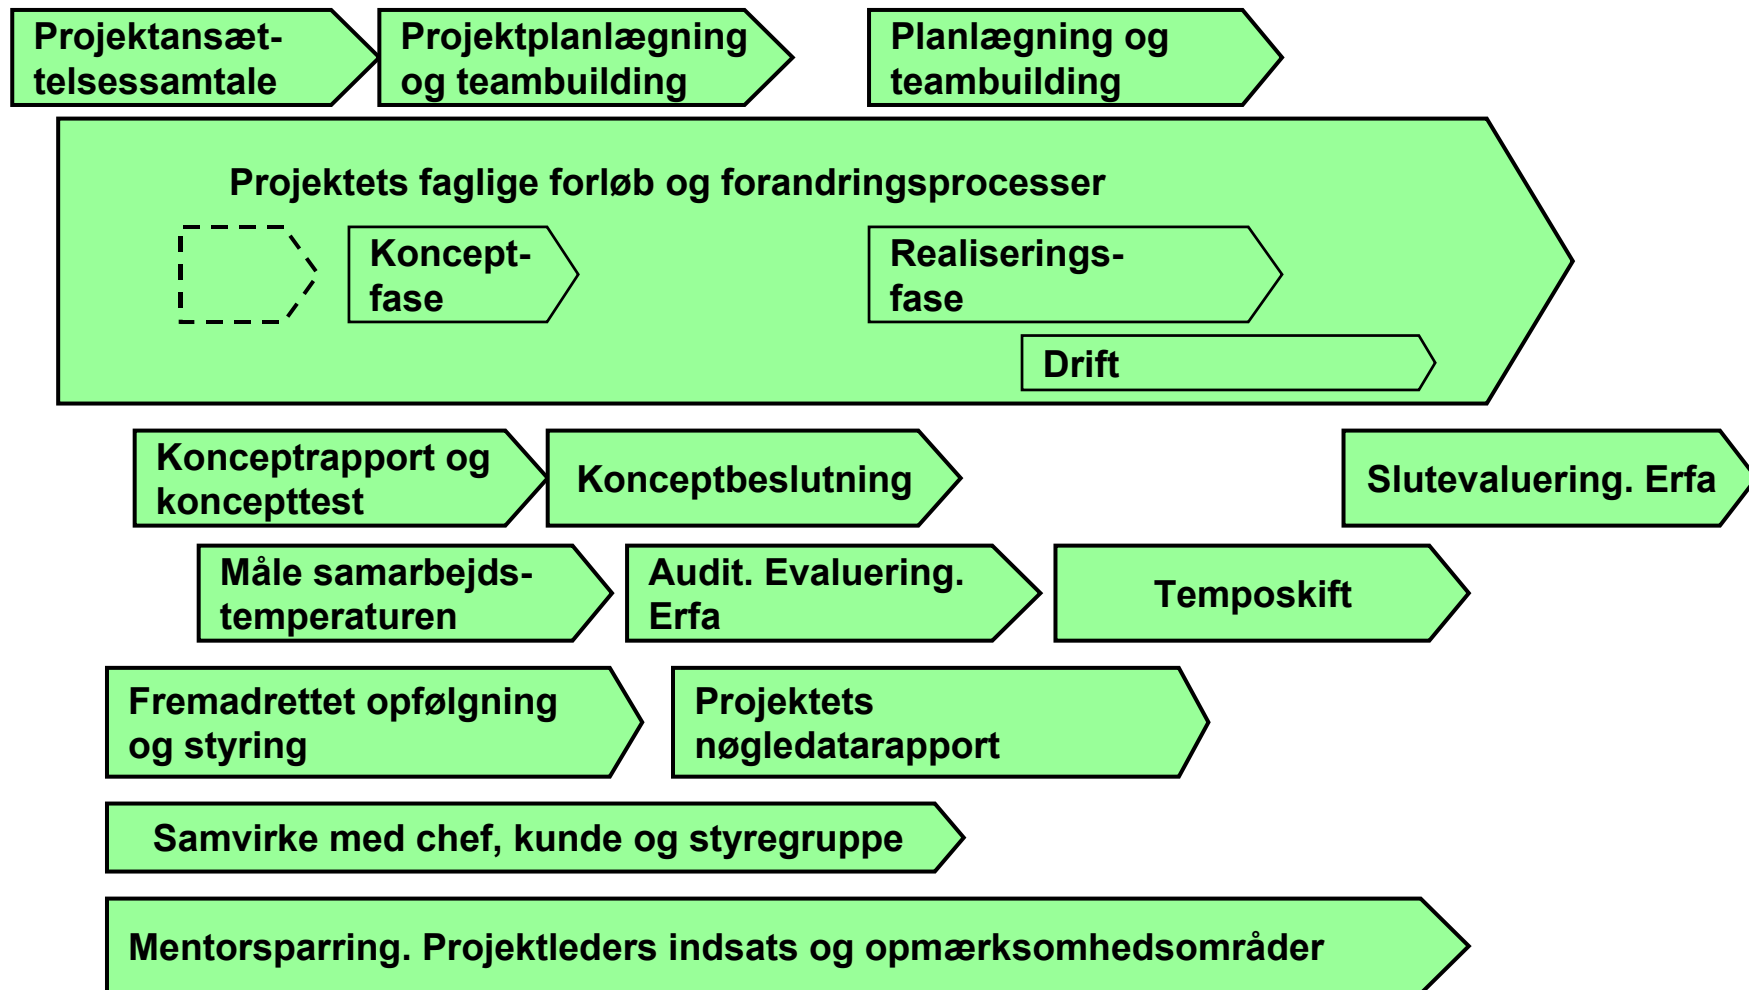 Projektansæt-
telsessamtale
Projektplanlægning
og teambuilding
Planlægning og
teambuilding
Projektets faglige forløb og forandringsprocesser
Koncept-
fase
Realiserings-
fase
Drift
Konceptrapport og
koncepttest
Konceptbeslutning
Slutevaluering. Erfa
Måle samarbejds-
temperaturen
Audit. Evaluering.
Erfa
Temposkift
Fremadrettet opfølgning
og styring
Projektets
nøgledatarapport
Samvirke med chef, kunde og styregruppe
Mentorsparring. Projektleders indsats og opmærksomhedsområder